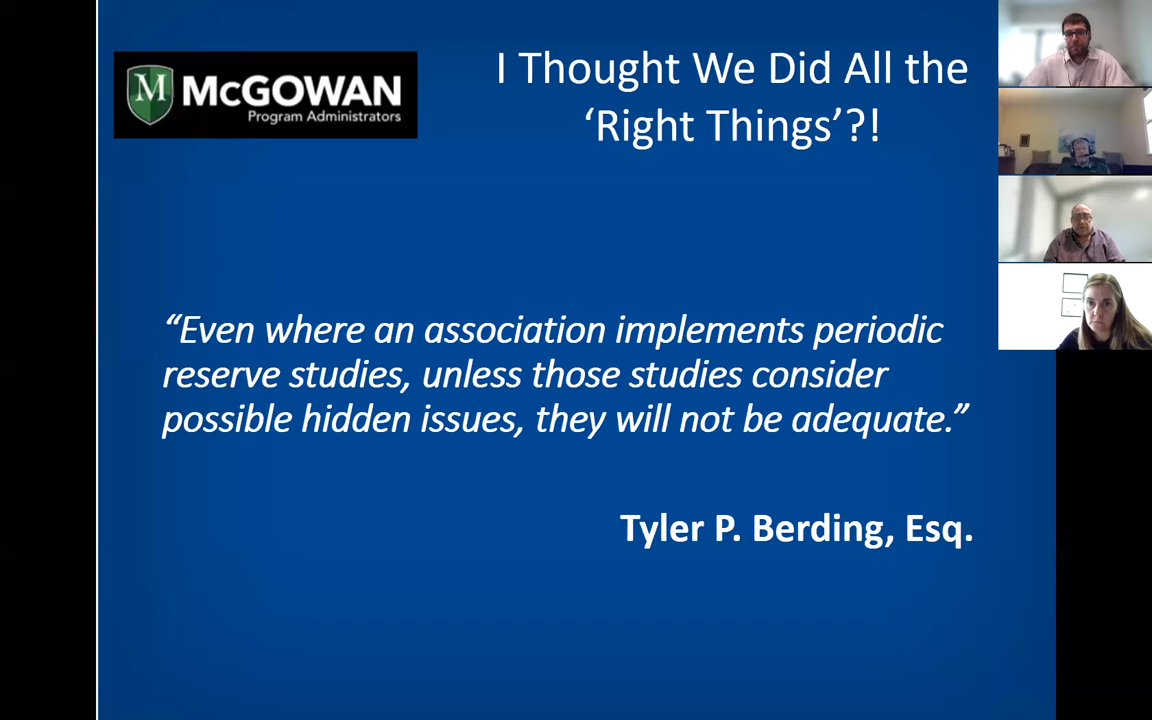 M McGOWAN
Program Administrators
I Thought We Did All the
‘Right Things’?!
“Even where an association implements periodic
reserve studies, unless those studies consider
possible hidden issues, they will not be adequate.”
Tyler P. Berding, Esq.